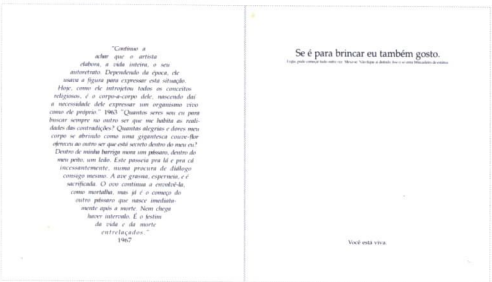 "Continuo a
achar que o artista
elabora, a vida inteira, o seu
autorretrato. Dependendo da época, ele
usava a figura para expressar esta situação.
Hoje, como ele introjetou todos os conceitos
religiosos, é o corpo-a-corpo dele, nascendo daí
a necessidade dele expressar um organismo vivo
como ele próprio." 1965 "Quantos seres sou eu para
buscar sempre no outro ser que me habita as reali-
dades das contradições? Quantas alegrias e dores meu
corpo se abrindo como uma gigantesca couve-flor
ofereceu ao outro ser que está secreto dentro do meu eu?
Dentro de minha barriga mora um pássaro, dentro do
meu peito, um leão. Este passeia pra lá e pra cá
incessantemente, numa procura de diálogo
consigo mesmo. A ave grasna, esperneia, e é
sacrificada. O ovo continua a envolvê-la,
como mortalha, mas já é o começo do
outro pássaro que nasce imediata-
mente após a morte. Nem chega
haver intervalo. É o festim
da vida e da morte
entrelaçados."
1967
Se é para brincar eu também gosto.
Você está viva.